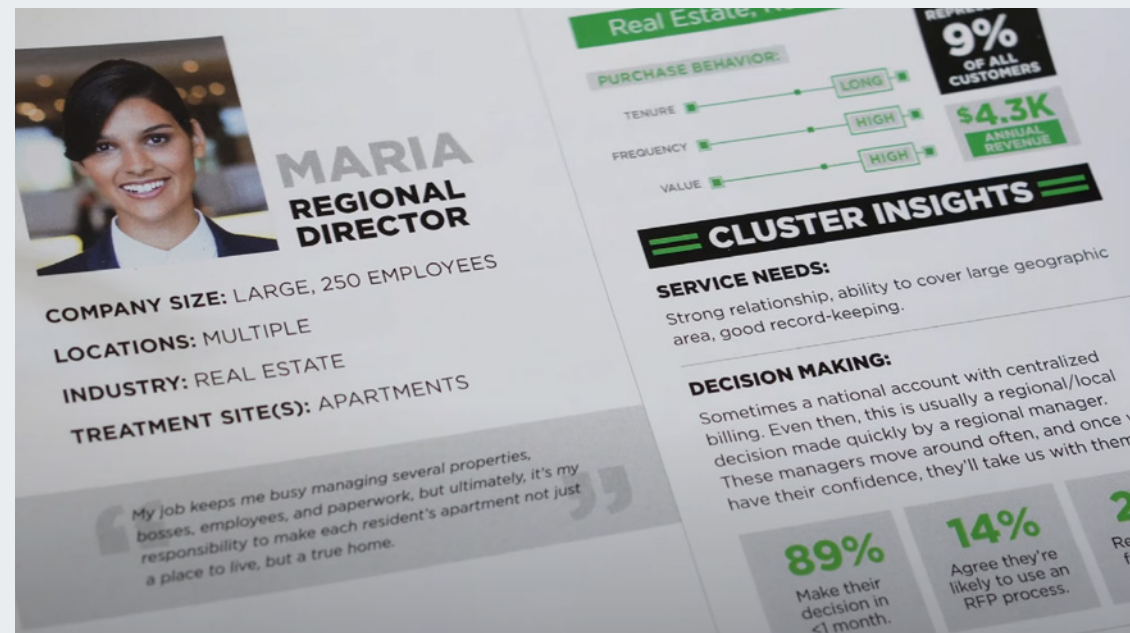 MARIA
REGIONAL
DIRECTOR
COMPANY SIZE: LARGE, 250 EMPLOYEES
LOCATIONS: MULTIPLE
INDUSTRY: REAL ESTATE
TREATMENT SITE(S): APARTMENTS
“
My job keeps me busy managing several properties,
bosses, employees, and paperwork, but ultimately, it's my
responsibility to make each resident's apartment not just
a place to live, but a true home.
”
Real Estate,
PURCHASE BEHAVIOR:
TENURE LONG
FREQUENCY HIGH
VALUE HIGH
9%
OF ALL
CUSTOMERS
$4.3K
ANNUAL
REVENUE
CLUSTER INSIGHTS
SERVICE NEEDS:
Strong relationship, ability to cover large geographic
area, good record-keeping.
DECISION MAKING:
Sometimes a national account with centralized
billing. Even then, this is usually a regional/local
decision made quickly by a regional manager.
These managers move around often, and once
have their confidence, they'll take us with them
89%
Make their
decision in
<1 month.
14%
Agree they're
likely to use an
RFP process.